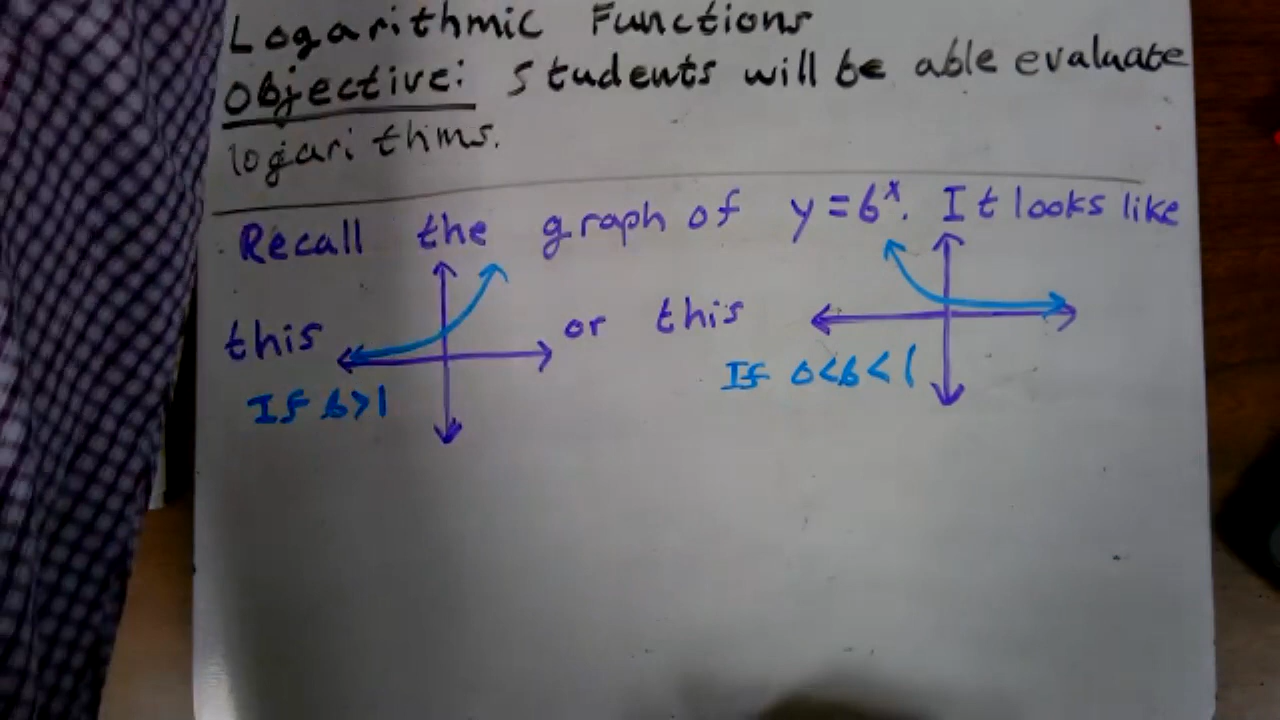 Logarithmic Functions
Objective: Students will be able evaluate
logarithms.
Recall the graph of y = b^x. It looks like
this or this
If b>1 If 0<b<1